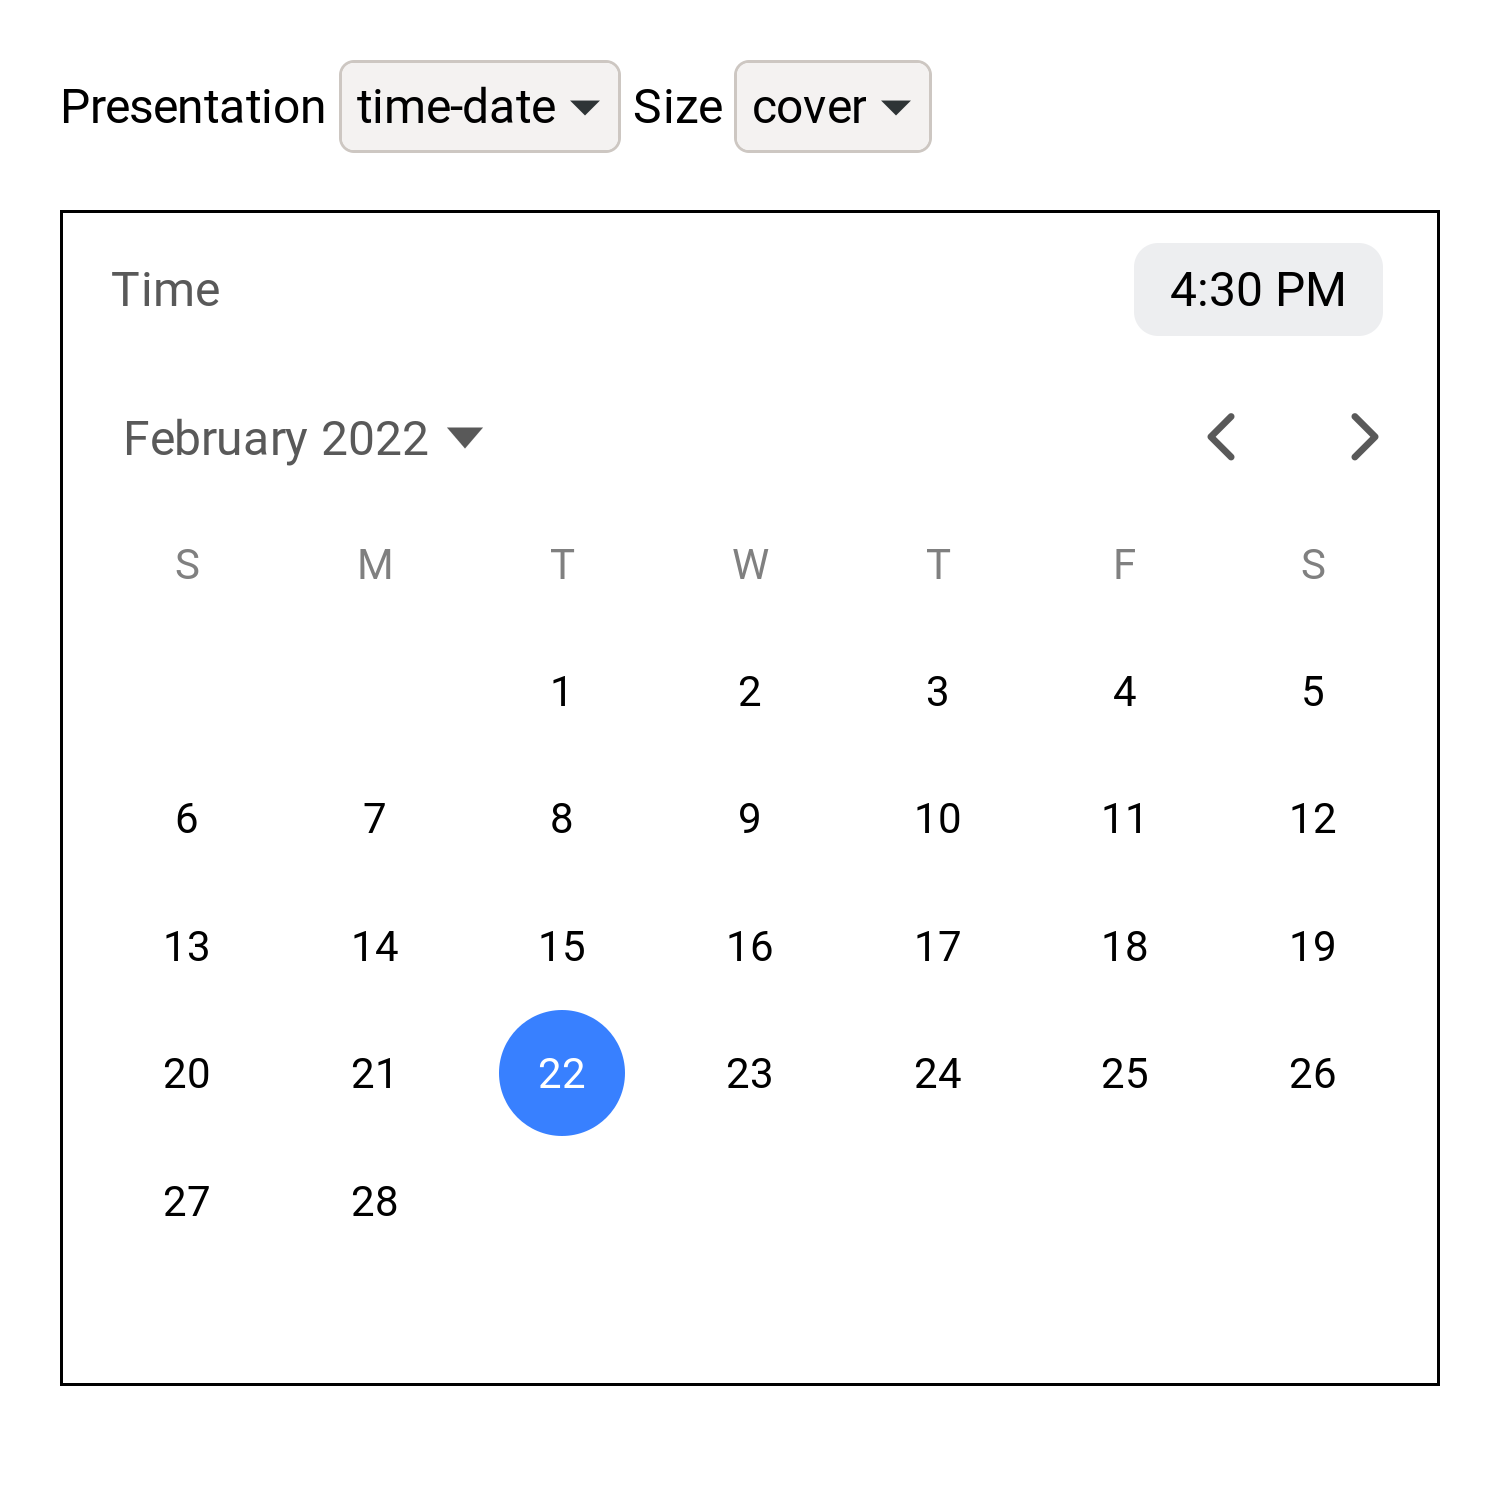 Presentation time-date Size cover
Time 4:30 PM
February 2022
S M T W T F S
1 2 3 4 5
6 7 8 9 10 11 12
13 14 15 16 17 18 19
20 21 22 23 24 25 26
27 28